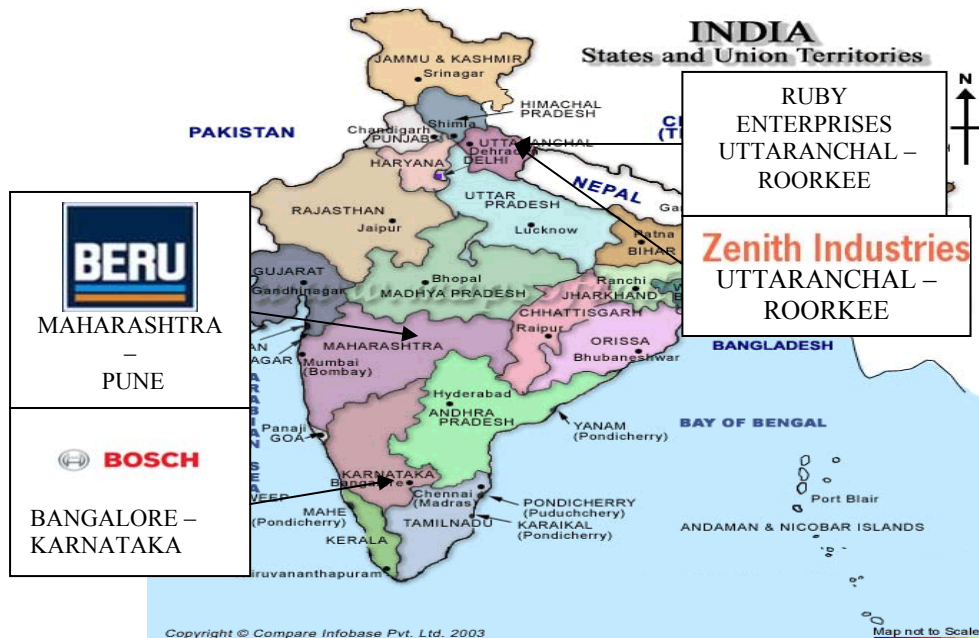 INDIA
States and Union Territories
JAMMU & KASHMIR
Srinagar
HIMACHAL
PRADESH
Shimla
PAKISTAN
Chandigarh
PUNJAB
UTTARANCHAL
HARYANA
DELHI
N
RUBY
ENTERPRISES
UTTARANCHAL –
ROORKEE
NEPAL
UTTAR
PRADESH
RAJASTHAN
Jaipur
Lucknow
Patna
BIHAR
Zenith Industries
UTTARANCHAL –
ROORKEE
BERU
MAHARASHTRA
–
PUNE
GUJARAT
Gandhinagar
Bhopal
MADHYA PRADESH
Ranchi
JHARKHAND
CHHATTISGARH
Raipur
MAHARASHTRA
Mumbai
(Bombay)
ORISSA
Bhubaneshwar
BANGLADESH
Hyderabad
ANDHRA
PRADESH
YANAM
(Pondicherry)
BAY OF BENGAL
Panaji
GOA
BOSCH
BANGALORE –
KARNATAKA
KARNATAKA
Bangalore
Chennai
(Madras)
MAHE
(Pondicherry)
PONDICHERRY
(Puduchchery)
KARAIKAL
(Pondicherry)
TAMILNADU
KERALA
Port Blair
ANDAMAN & NICOBAR ISLANDS
Copyright © Compare Infobase Pvt. Ltd. 2003
Map not to Scale